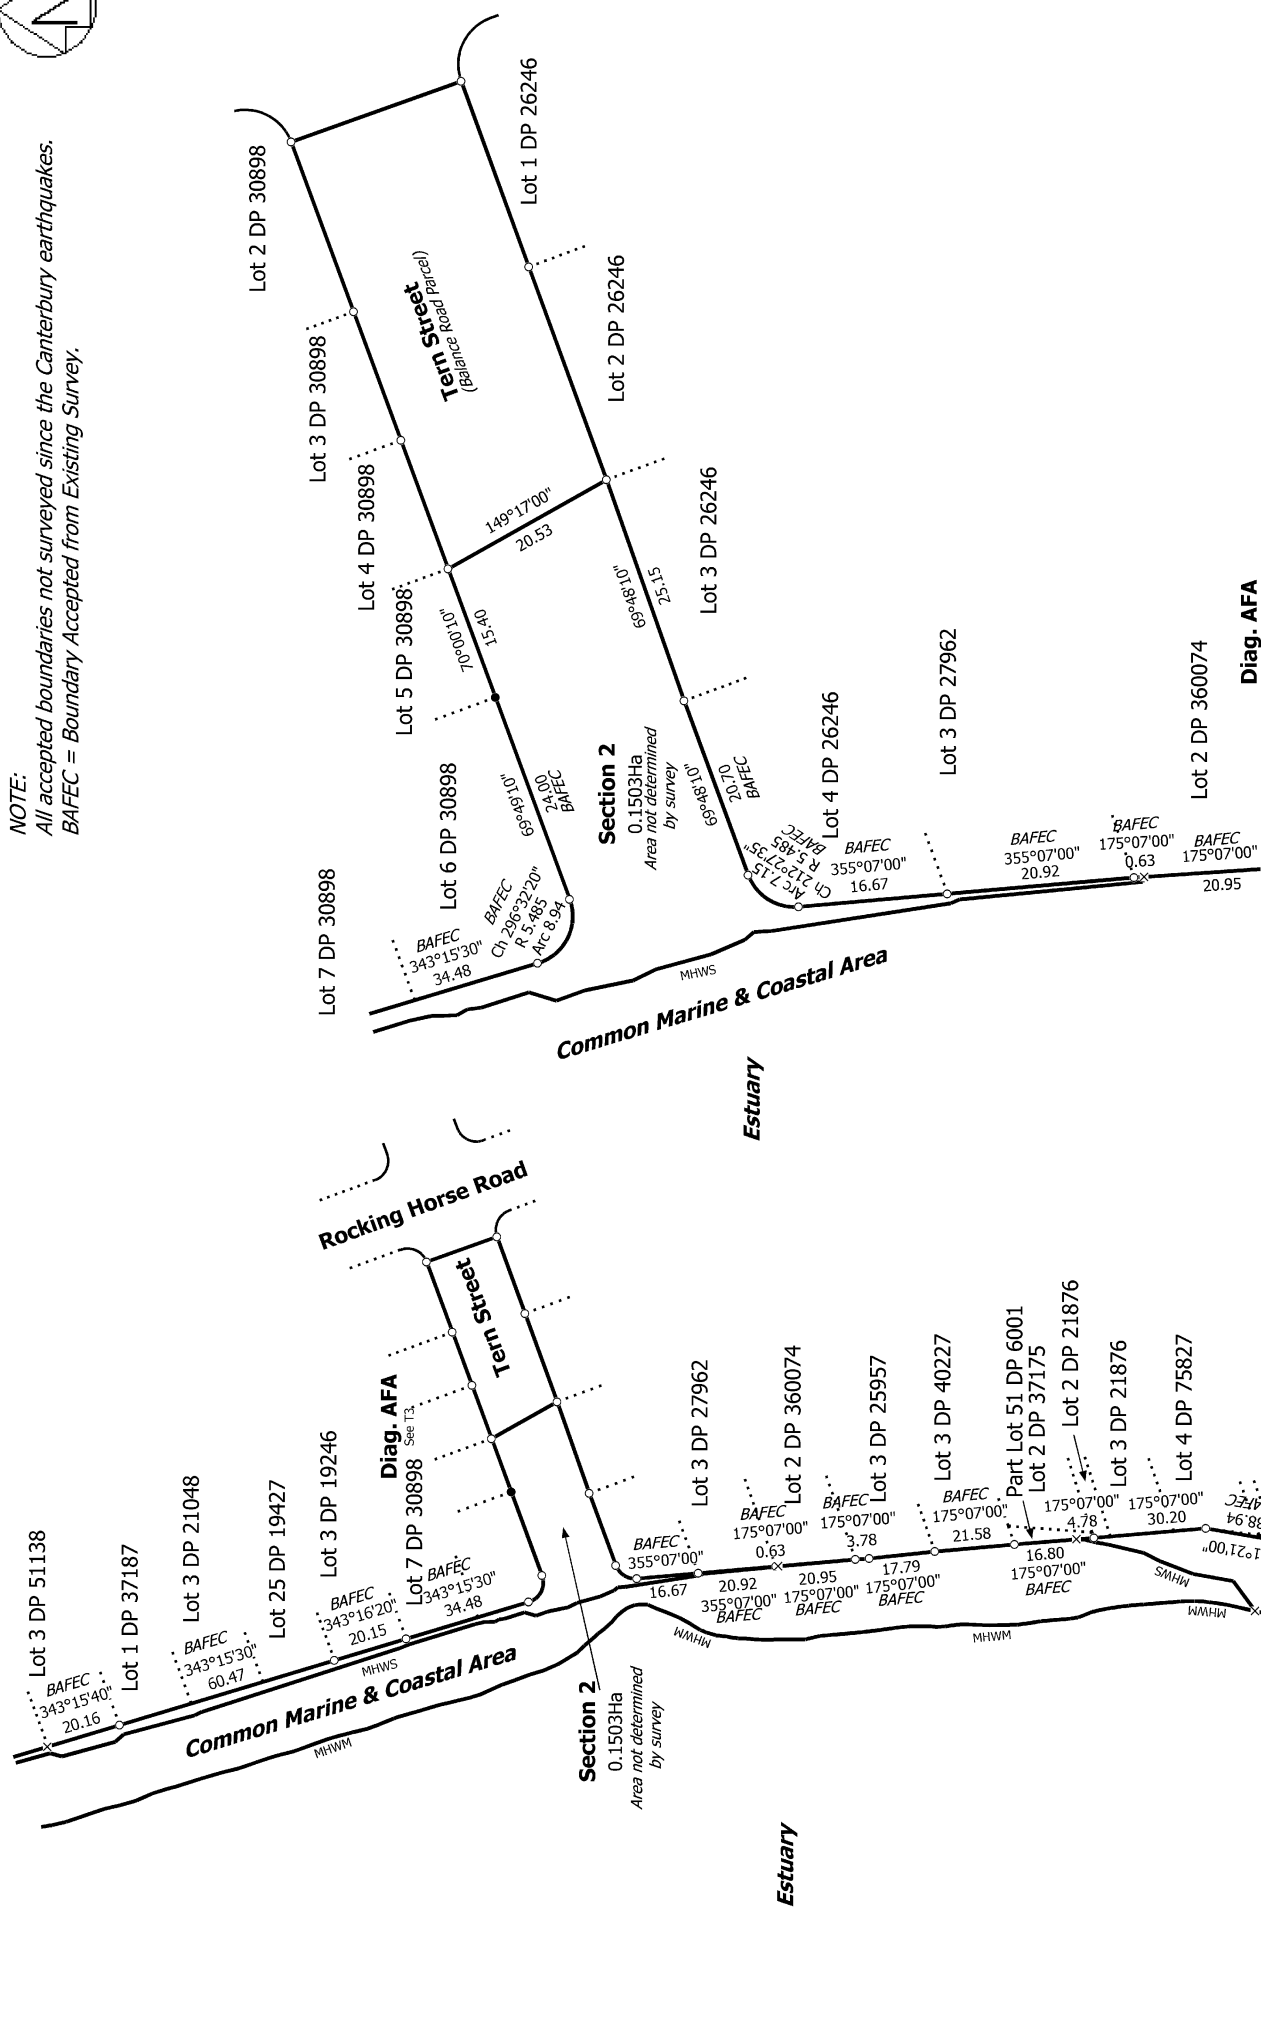 NOTE:
All accepted boundaries not surveyed since the Canterbury earthquakes.
BAFEC = Boundary Accepted from Existing Survey.
Lot 2 DP 30898
Lot 1 DP 26246
Lot 3 DP 30898
Tern Street
(Balance Road Parcel)
Lot 2 DP 26246
Lot 4 DP 30898
149°17'00"
20.53
Lot 5 DP 30898
70°00'10"
15.40
69°48'10"
25.15
Lot 3 DP 26246
Lot 6 DP 30898
69°49'10"
24.00
BAFEC
Section 2
0.1503Ha
Area not determined
by survey
69°48'10"
20.70
BAFEC
Lot 4 DP 26246
Lot 7 DP 30898
BAFEC
343°15'30"
34.48
BAFEC
Ch 296°32'20"
R 5.485
Arc 8.94
BAFEC
R 5.485
Ch 212°27'35"
Arc 7.15
BAFEC
355°07'00"
16.67
Lot 3 DP 27962
BAFEC
355°07'00"
20.92
BAFEC
175°07'00"
0.63
Lot 2 DP 360074
BAFEC
175°07'00"
20.95
Diag. AFA
MHWS
Common Marine & Coastal Area
Estuary
Rocking Horse Road
Tern Street
Diag. AFA
See T3.
Lot 3 DP 51138
BAFEC
343°15'40"
20.16
Lot 1 DP 37187
Lot 3 DP 21048
BAFEC
343°15'30"
60.47
Lot 25 DP 19427
Lot 3 DP 19246
BAFEC
343°16'20"
20.15
Lot 7 DP 30898
BAFEC
343°15'30"
34.48
MHWS
Common Marine & Coastal Area
MHWM
Section 2
0.1503Ha
Area not determined
by survey
BAFEC
355°07'00"
16.67
Lot 3 DP 27962
20.92
355°07'00"
BAFEC
BAFEC
175°07'00"
0.63
Lot 2 DP 360074
20.95
175°07'00"
BAFEC
BAFEC
175°07'00"
3.78
Lot 3 DP 25957
17.79
175°07'00"
BAFEC
Lot 3 DP 40227
BAFEC
175°07'00"
21.58
Part Lot 51 DP 6001
Lot 2 DP 37175
16.80
175°07'00"
BAFEC
Lot 2 DP 21876
175°07'00"
4.78
Lot 3 DP 21876
175°07'00"
30.20
Lot 4 DP 75827
MHWM
MHWM
MHWS
MHWM
Estuary